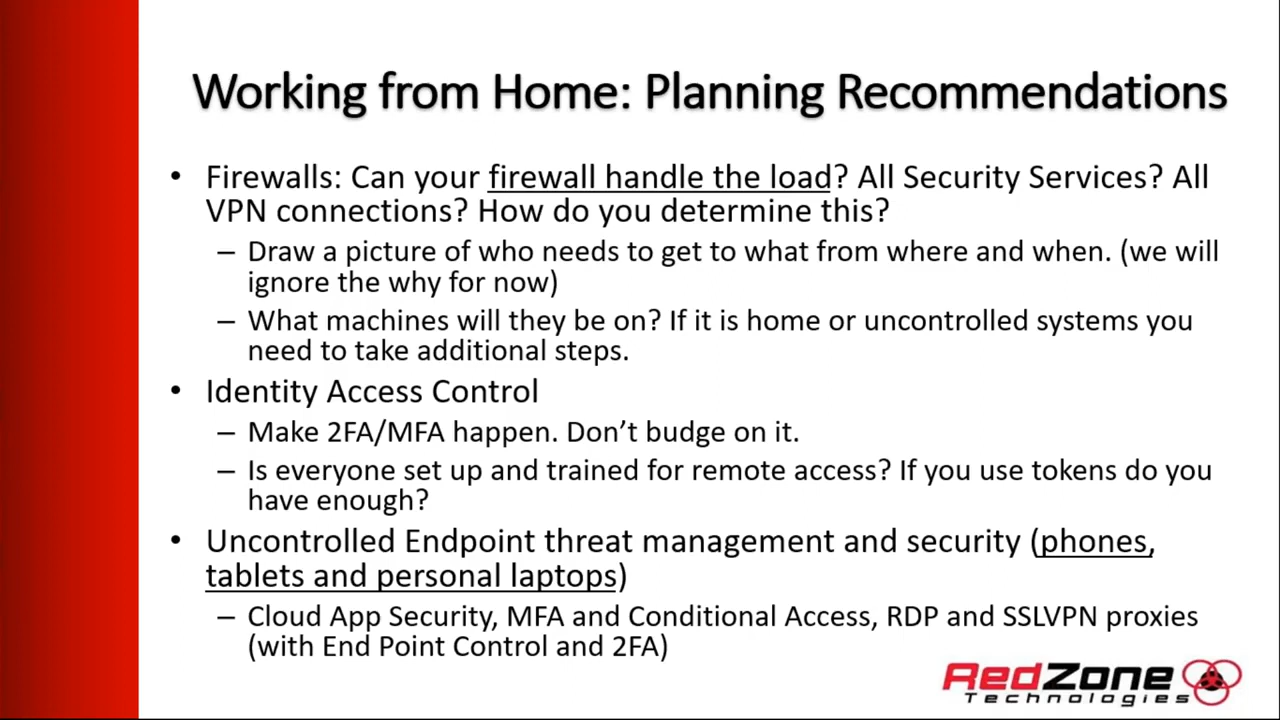 Working from Home: Planning Recommendations
• Firewalls: Can your firewall handle the load? All Security Services? All
VPN connections? How do you determine this?
– Draw a picture of who needs to get to what from where and when. (we will
ignore the why for now)
– What machines will they be on? If it is home or uncontrolled systems you
need to take additional steps.
• Identity Access Control
– Make 2FA/MFA happen. Don’t budge on it.
– Is everyone set up and trained for remote access? If you use tokens do you
have enough?
• Uncontrolled Endpoint threat management and security (phones,
tablets and personal laptops)
– Cloud App Security, MFA and Conditional Access, RDP and SSLVPN proxies
(with End Point Control and 2FA)
RedZone
Technologies